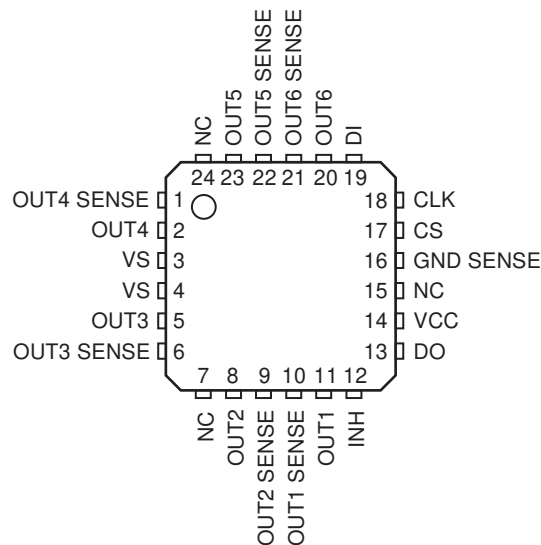 NC
OUT5
OUT5 SENSE
OUT6 SENSE
OUT6
DI
24
23
22
21
20
19
OUT4 SENSE 1
OUT4 2
VS 3
VS 4
OUT3 5
OUT3 SENSE 6
18 CLK
17 CS
16 GND SENSE
15 NC
14 VCC
13 DO
7
8
9
10
11
12
NC
OUT2
OUT2 SENSE
OUT1 SENSE
OUT1
INH